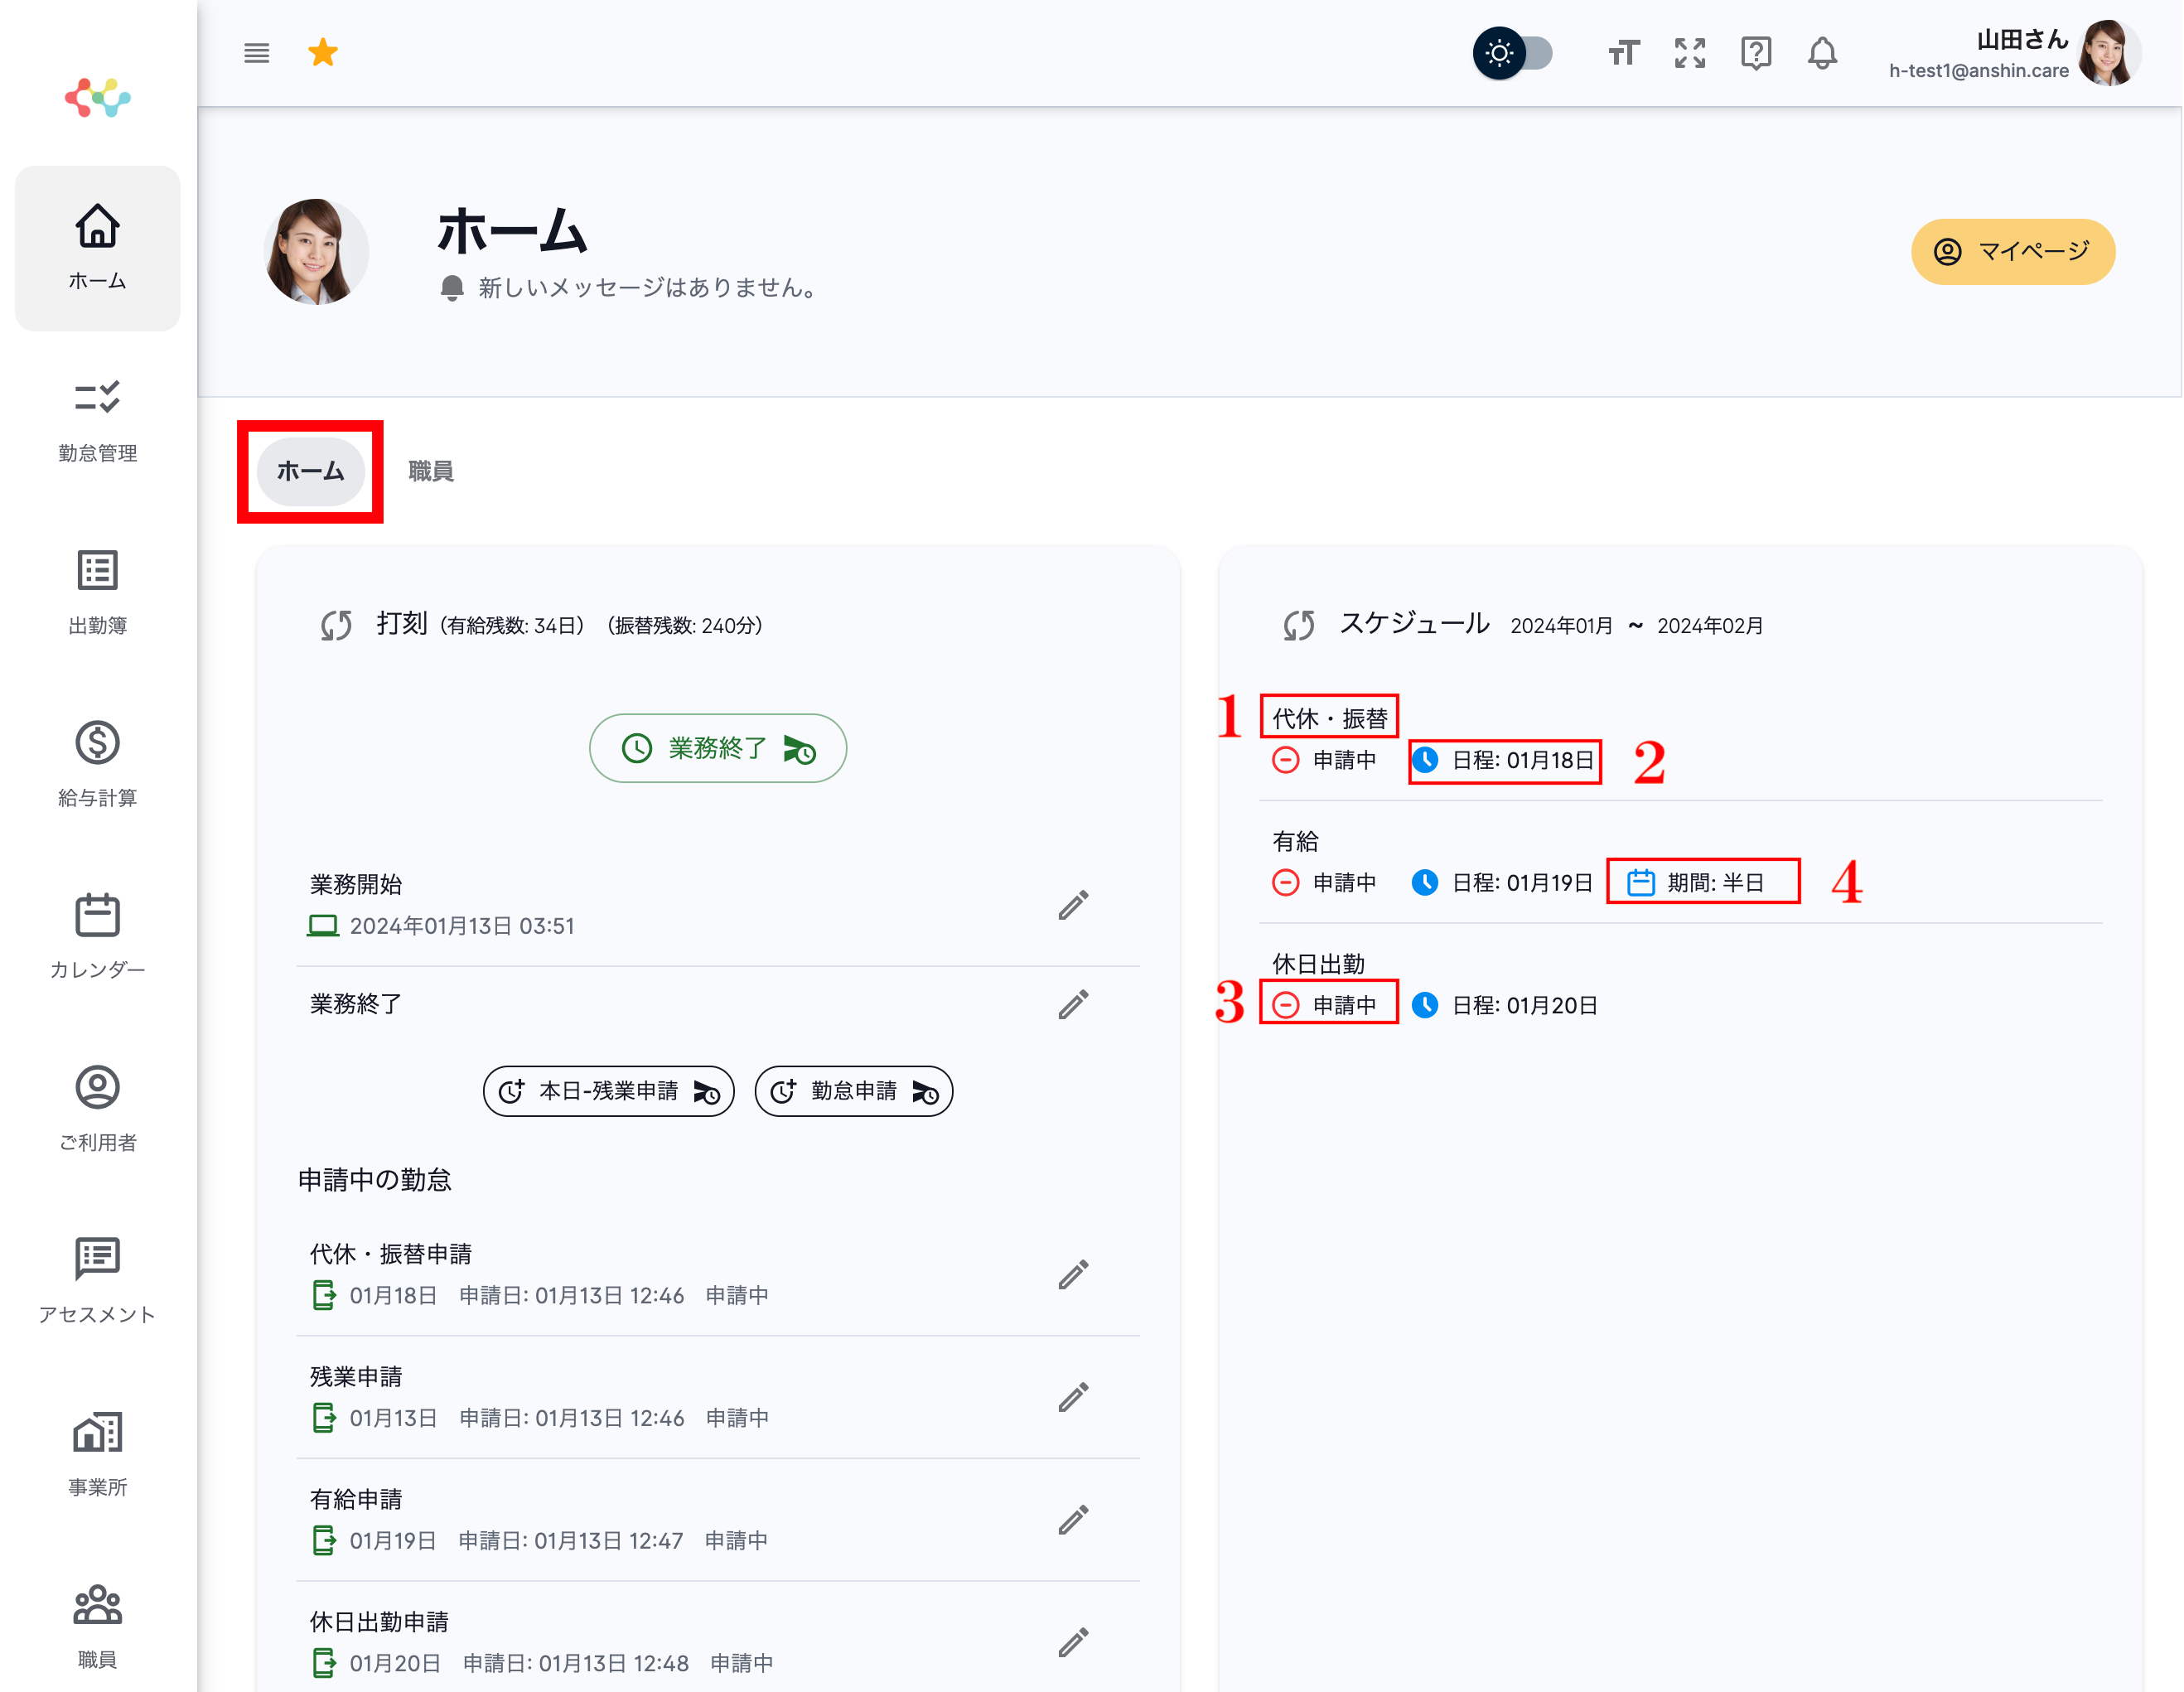 山田さん
h-test1@anshin.care
ホーム
勤怠管理
出勤簿
給与計算
カレンダー
ご利用者
アセスメント
事業所
職員
ホーム
新しいメッセージはありません。
マイページ
ホーム
職員
打刻（有給残数: 34日）（振替残数: 240分）
業務終了
業務開始
2024年01月13日 03:51
業務終了
本日-残業申請
勤怠申請
申請中の勤怠
代休・振替申請
01月18日 申請日: 01月13日 12:46 申請中
残業申請
01月13日 申請日: 01月13日 12:46 申請中
有給申請
01月19日 申請日: 01月13日 12:47 申請中
休日出勤申請
01月20日 申請日: 01月13日 12:48 申請中
スケジュール 2024年01月 ~ 2024年02月
1 代休・振替
申請中 日程: 01月18日 2
有給
申請中 日程: 01月19日 期間: 半日 4
休日出勤
3 申請中 日程: 01月20日